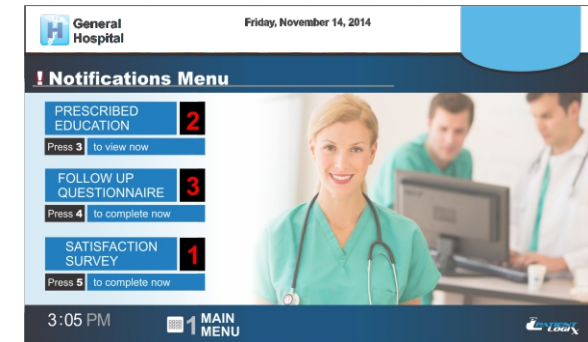 General
Hospital
Friday, November 14, 2014
! Notifications Menu
PRESCRIBED
EDUCATION
2
Press 3 to view now
FOLLOW UP
QUESTIONNAIRE
3
Press 4 to complete now
SATISFACTION
SURVEY
1
Press 5 to complete now
3:05 PM
1 MAIN
MENU
PATIENT
LOGIX